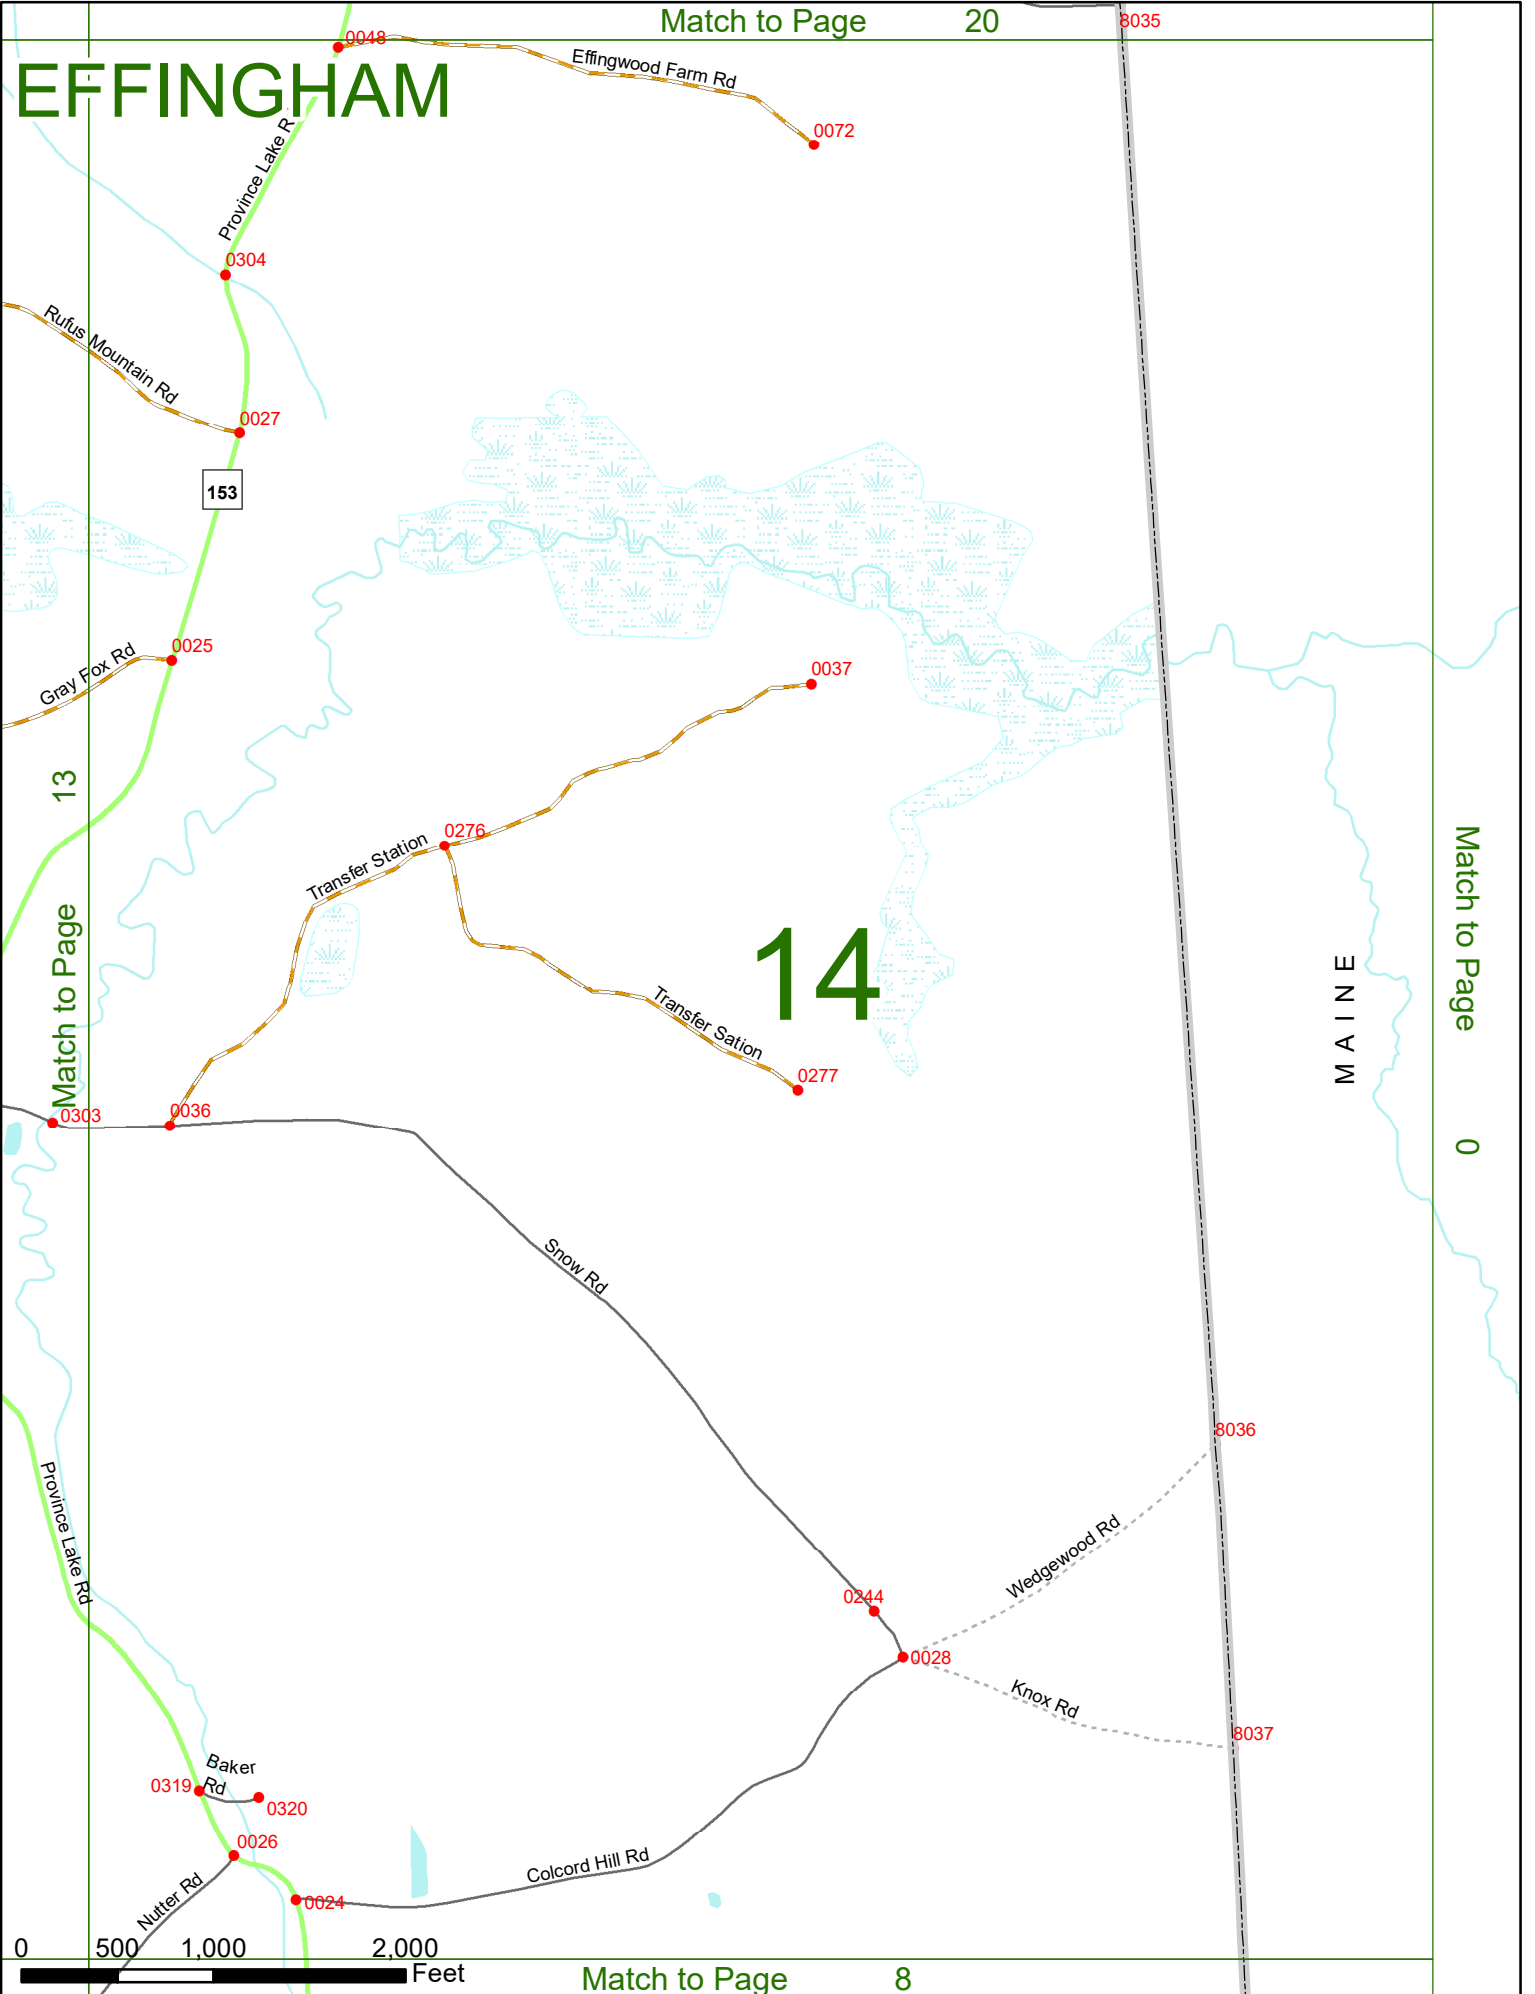 Match to Page 20
8035
0048
EFFINGHAM
Effingwood Farm Rd
0072
Province Lake R
0304
Rufus Mountain Rd
0027
153
0025
Gray Fox Rd
0037
Match to Page 13
0276
Transfer Station
14
Match to Page 0
MAINE
Transfer Sation
0277
0303
0036
Snow Rd
8036
Province Lake Rd
Wedgewood Rd
0244
0028
Knox Rd
8037
Baker
Rd
0319
0320
0026
Colcord Hill Rd
Nutter Rd
0024
0 500 1,000 2,000
Feet
Match to Page 8